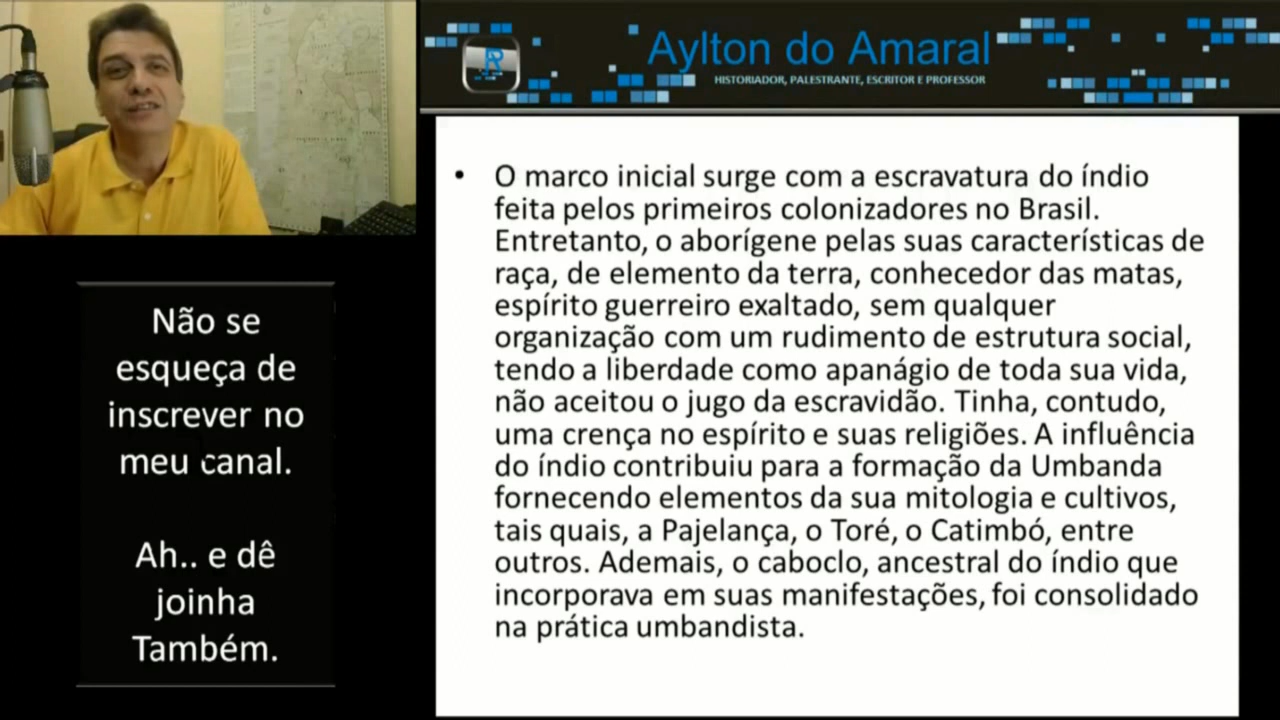 Aylton do Amaral
HISTORIADOR, PALESTRANTE, ESCRITOR E PROFESSOR
• O marco inicial surge com a escravatura do índio
feita pelos primeiros colonizadores no Brasil.
Entretanto, o aborígene pelas suas características de
raça, de elemento da terra, conhecedor das matas,
espírito guerreiro exaltado, sem qualquer
organização com um rudimento de estrutura social,
tendo a liberdade como apanágio de toda sua vida,
não aceitou o jugo da escravidão. Tinha, contudo,
uma crença no espírito e suas religiões. A influência
do índio contribuiu para a formação da Umbanda
fornecendo elementos da sua mitologia e cultivos,
tais quais, a Pajelança, o Toré, o Catimbó, entre
outros. Ademais, o caboclo, ancestral do índio que
incorporava em suas manifestações, foi consolidado
na prática umbandista.
Não se
esqueça de
inscrever no
meu canal.
Ah.. e dê
joinha
Também.